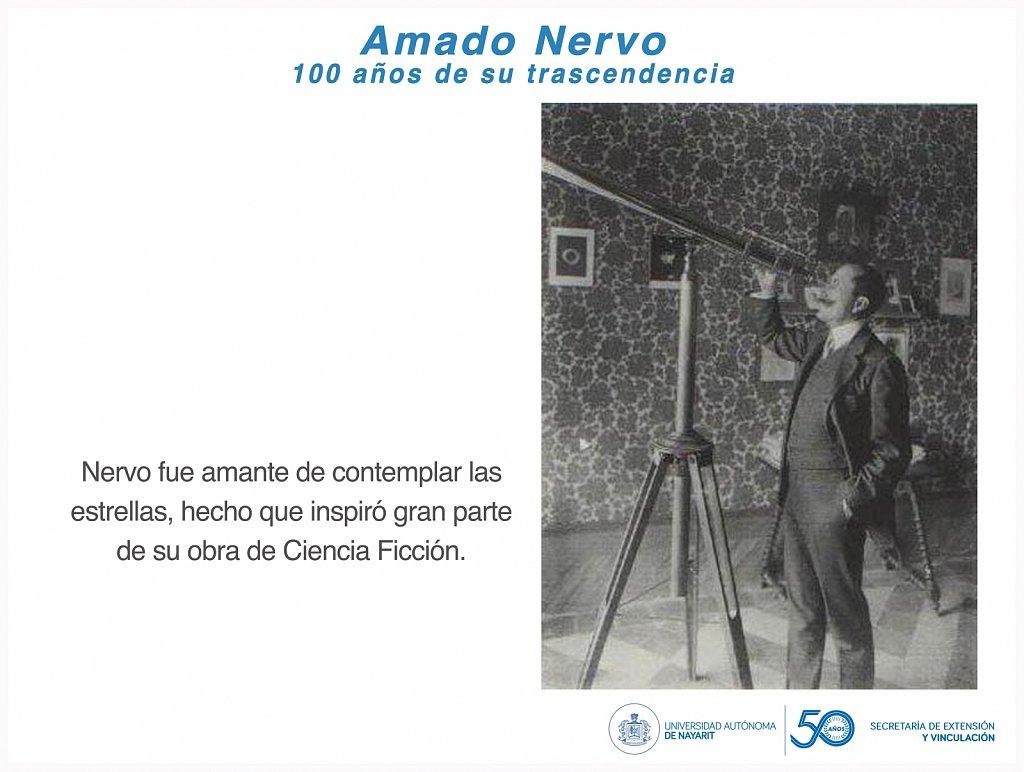 Amado Nervo
100 años de su trascendencia
Nervo fue amante de contemplar las
estrellas, hecho que inspiró gran parte
de su obra de Ciencia Ficción.
UNIVERSIDAD AUTÓNOMA
DE NAYARIT
50
AÑOS
SECRETARÍA DE EXTENSIÓN
Y VINCULACIÓN